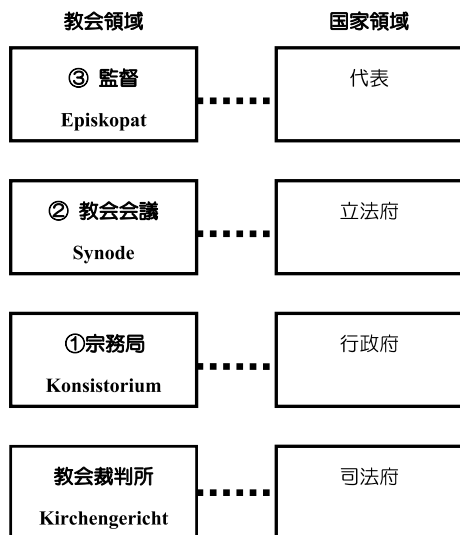 教会領域 国家領域
③ 監督 代表
Episkopat
② 教会会議 立法府
Synode
①宗務局 行政府
Konsistorium
教会裁判所 司法府
Kirchengericht